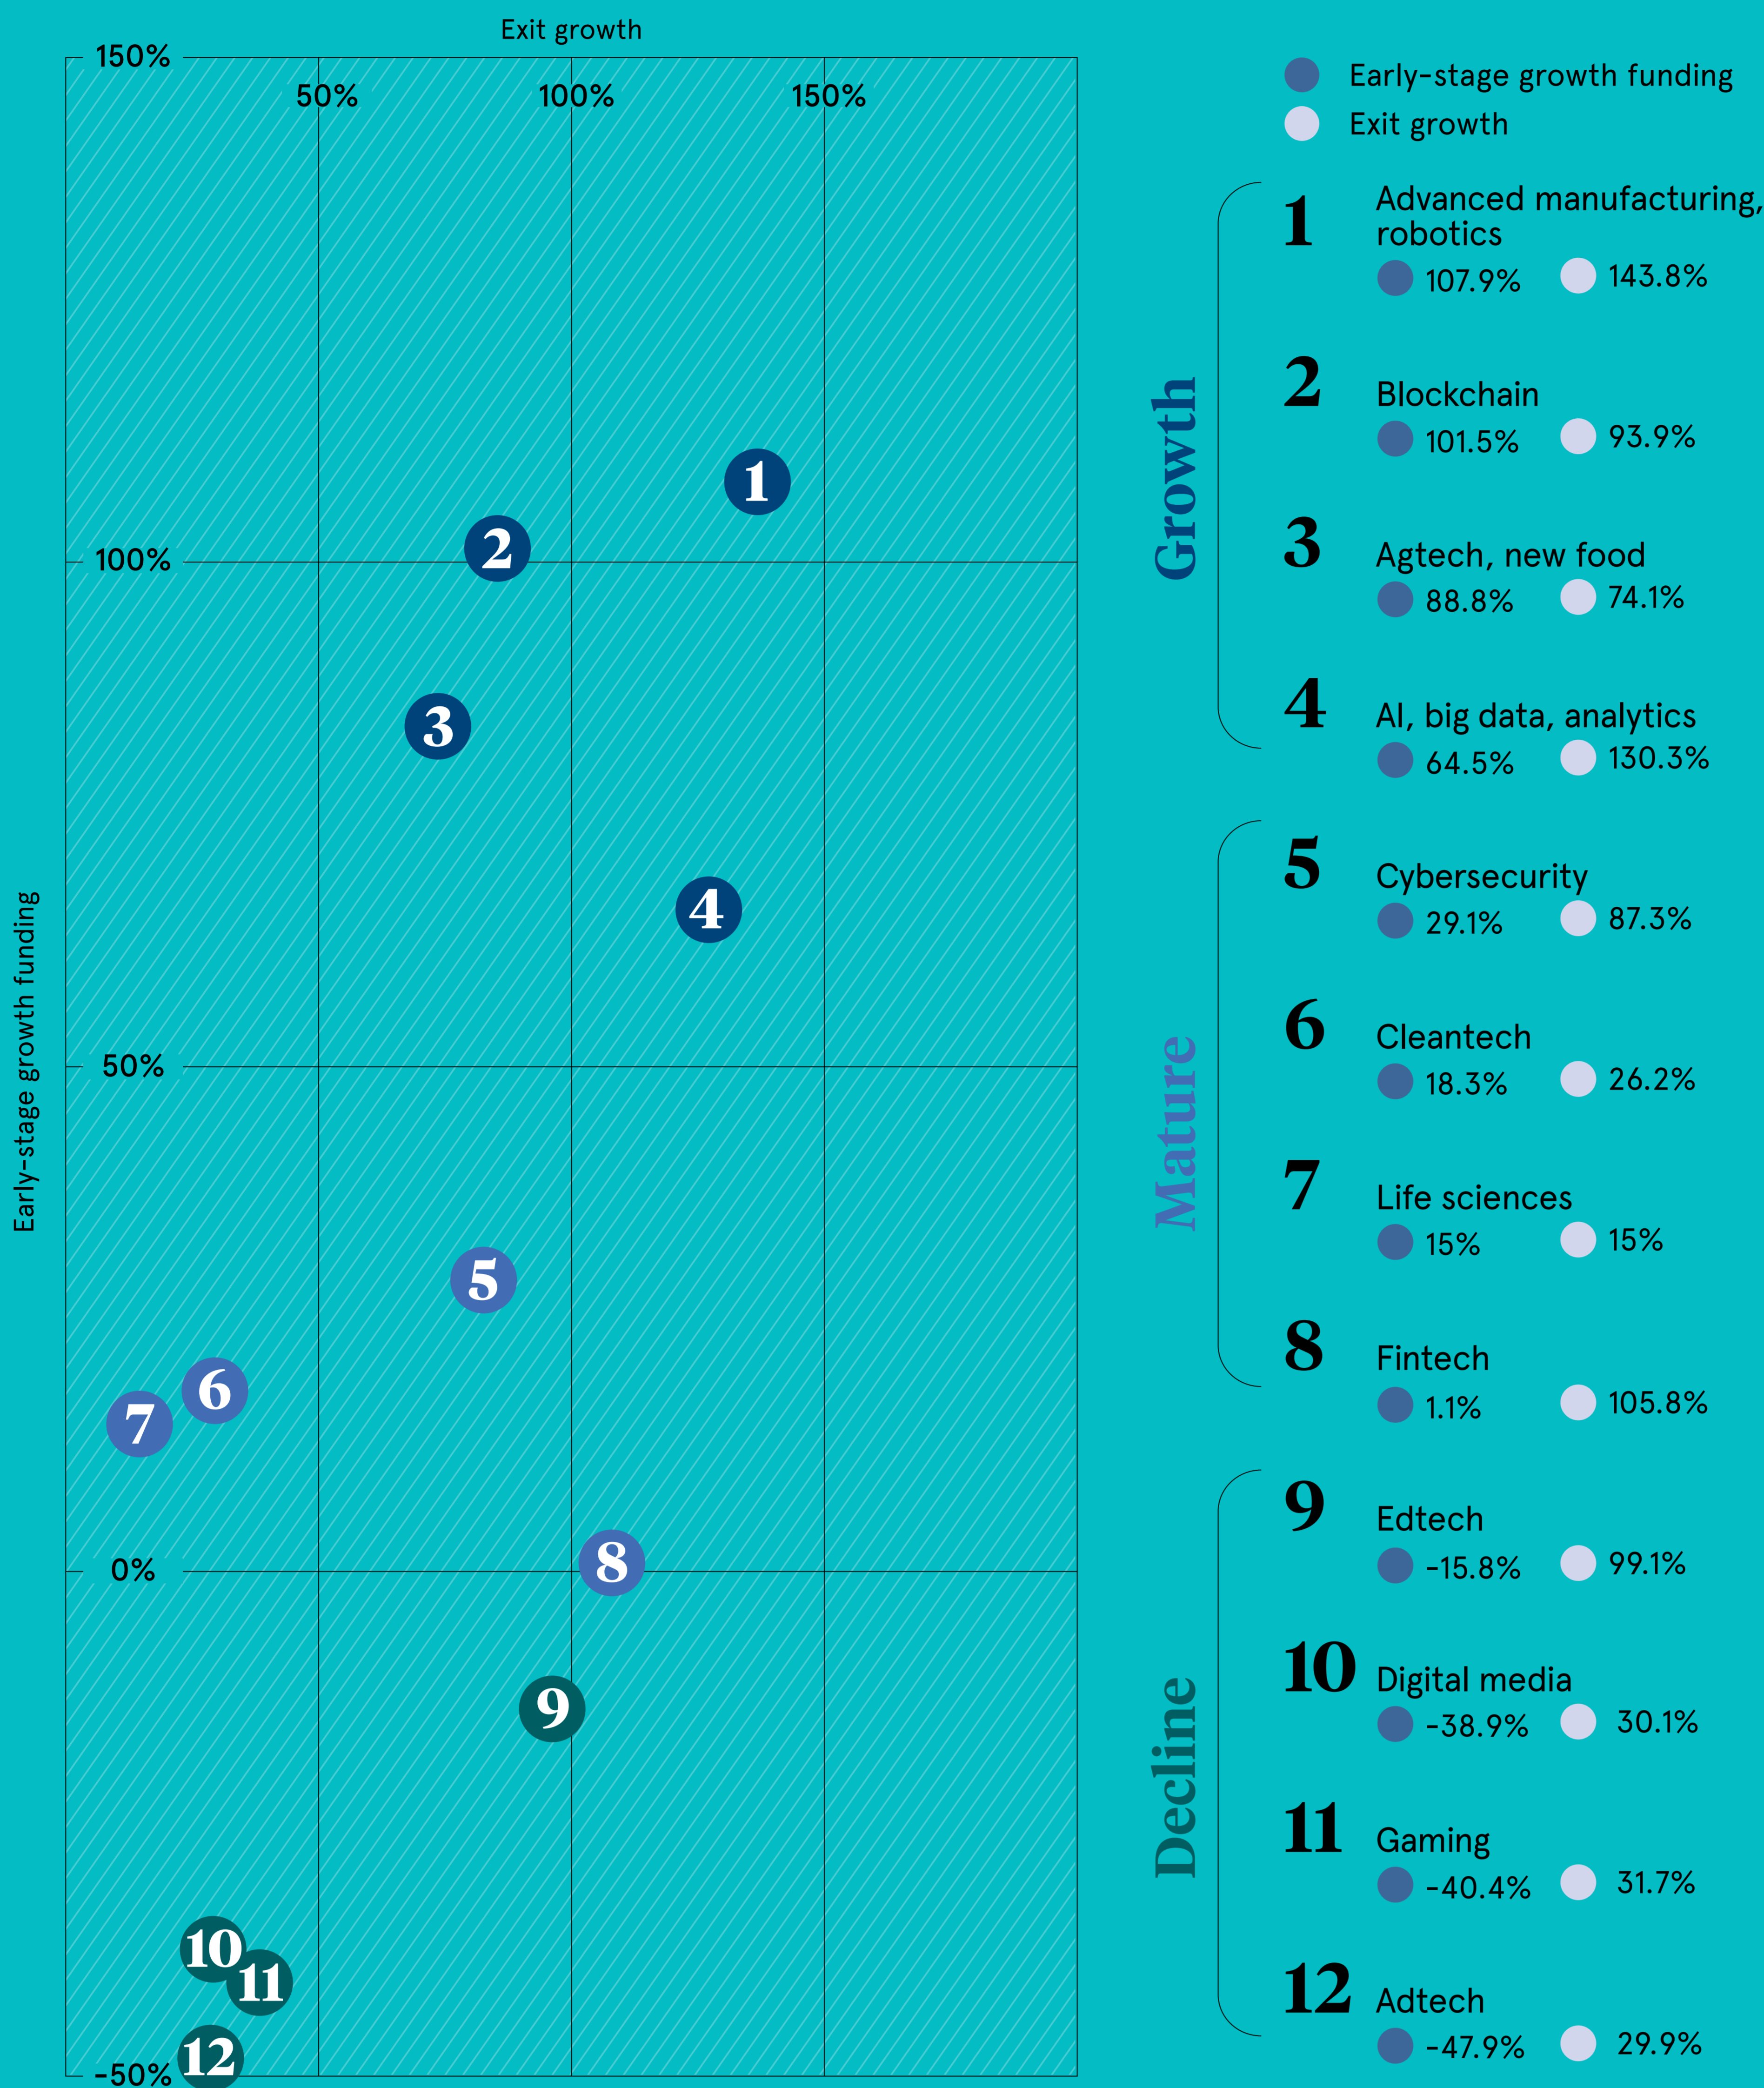 Exit growth
150%
50%
100%
150%
100%
50%
0%
-50%
Early-stage growth funding
1
2
3
4
5
6
7
8
9
10
11
12
Early-stage growth funding
Exit growth
Growth
1
Advanced manufacturing,
robotics
107.9% 143.8%
2
Blockchain
101.5% 93.9%
3
Agtech, new food
88.8% 74.1%
4
AI, big data, analytics
64.5% 130.3%
Mature
5
Cybersecurity
29.1% 87.3%
6
Cleantech
18.3% 26.2%
7
Life sciences
15% 15%
8
Fintech
1.1% 105.8%
Decline
9
Edtech
-15.8% 99.1%
10
Digital media
-38.9% 30.1%
11
Gaming
-40.4% 31.7%
12
Adtech
-47.9% 29.9%